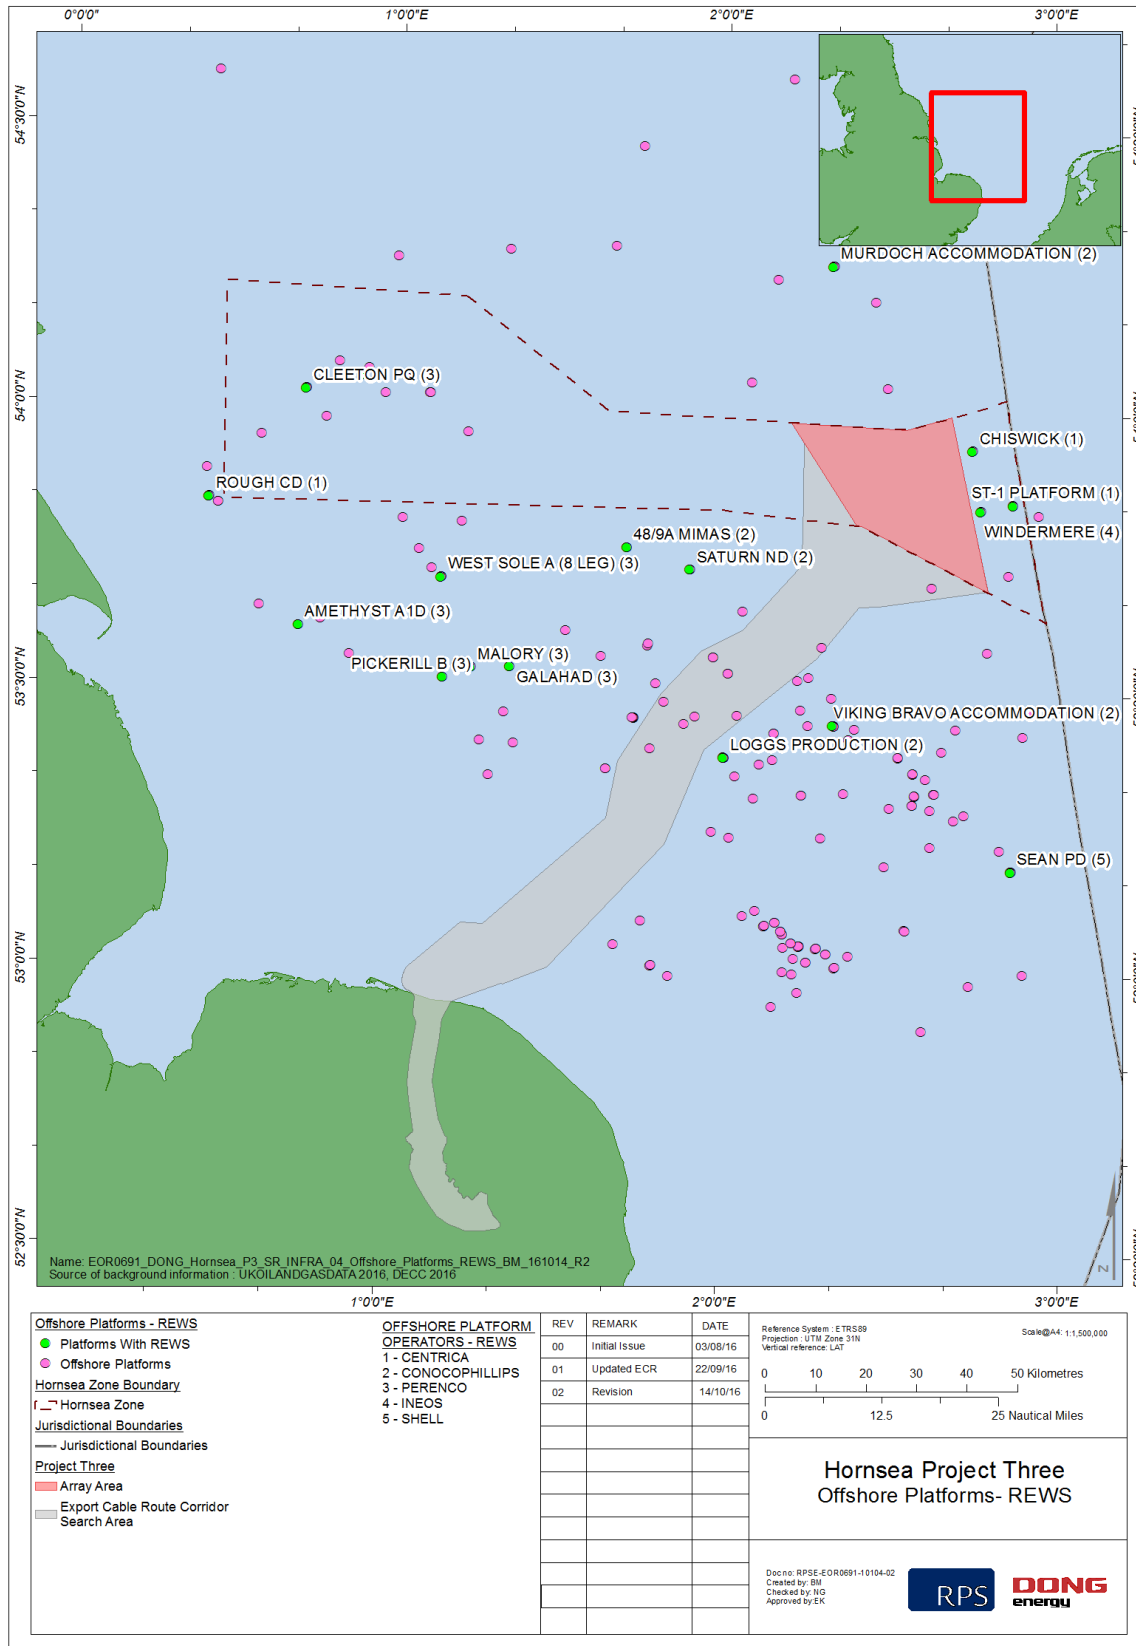 0°0'0"
1°0'0"E
2°0'0"E
3°0'0"E
54°30'0"N
54°0'0"N
53°30'0"N
53°0'0"N
52°30'0"N
MURDOCH ACCOMMODATION (2)
CLEETON PQ (3)
CHISWICK (1)
ROUGH CD (1)
ST-1 PLATFORM (1)
WINDERMERE (4)
48/9A MIMAS (2)
SATURN ND (2)
WEST SOLE A (8 LEG) (3)
AMETHYST A1D (3)
MALORY (3)
PICKERILL B (3)
GALAHAD (3)
VIKING BRAVO ACCOMMODATION (2)
LOGGS PRODUCTION (2)
SEAN PD (5)
N
Name: EOR0691_DONG_Hornsea_P3_SR_INFRA_04_Offshore_Platforms_REWS_BM_161014_R2
Source of background information : UKOILANDGASDATA 2016, DECC 2016
1°0'0"E
2°0'0"E
3°0'0"E
Offshore Platforms - REWS
Platforms With REWS
Offshore Platforms
Hornsea Zone Boundary
Hornsea Zone
Jurisdictional Boundaries
Jurisdictional Boundaries
Project Three
Array Area
Export Cable Route Corridor
Search Area
OFFSHORE PLATFORM
OPERATORS - REWS
1 - CENTRICA
2 - CONOCOPHILLIPS
3 - PERENCO
4 - INEOS
5 - SHELL
REV REMARK DATE
00 Initial Issue 03/08/16
01 Updated ECR 22/09/16
02 Revision 14/10/16
Reference System : ETRS89
Projection : UTM Zone 31N
Vertical reference: LAT
Scale@A4: 1:1,500,000
0 10 20 30 40 50 Kilometres
0 12.5 25 Nautical Miles
Hornsea Project Three
Offshore Platforms- REWS
Doc no: RPSE-EOR0691-10104-02
Created by: BM
Checked by: NG
Approved by:EK
RPS
DONG
energy